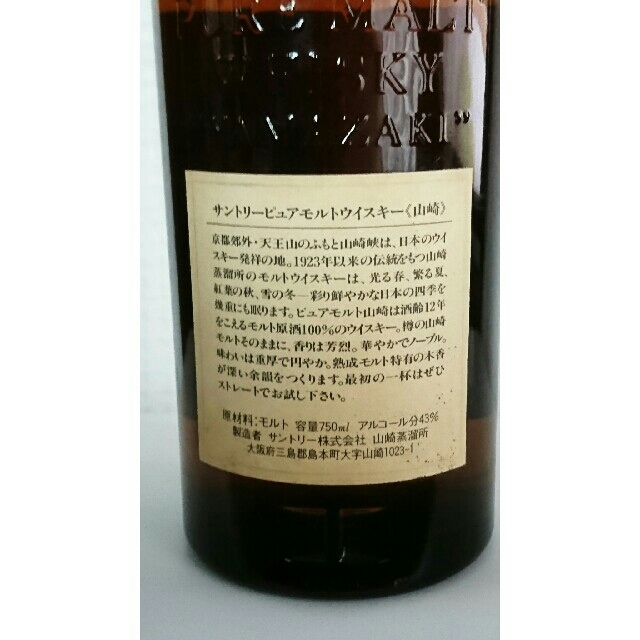 PURE MALT
WHISKY
"YAMAZAKI"
サントリーピュアモルトウイスキー《山崎》
京都郊外・天王山のふもと山崎峡は、日本のウイ
スキー発祥の地。1923年以来の伝統をもつ山崎
蒸溜所のモルトウイスキーは、光る春、繁る夏、
紅葉の秋、雪の冬―彩り鮮やかな日本の四季を
幾重にも眠ります。ピュアモルト山崎は酒齢12年
をこえるモルト原酒100%のウイスキー。樽の山崎
モルトそのままに、香りは芳烈。華やかでノーブル。
味わいは重厚で円やか。熟成モルト特有の木香
が深い余韻をつくります。最初の一杯はぜひ
ストレートでお試し下さい。
原材料：モルト 容量750ml アルコール分43%
製造者 サントリー株式会社 山崎蒸溜所
大阪府三島郡島本町大字山崎1023-1